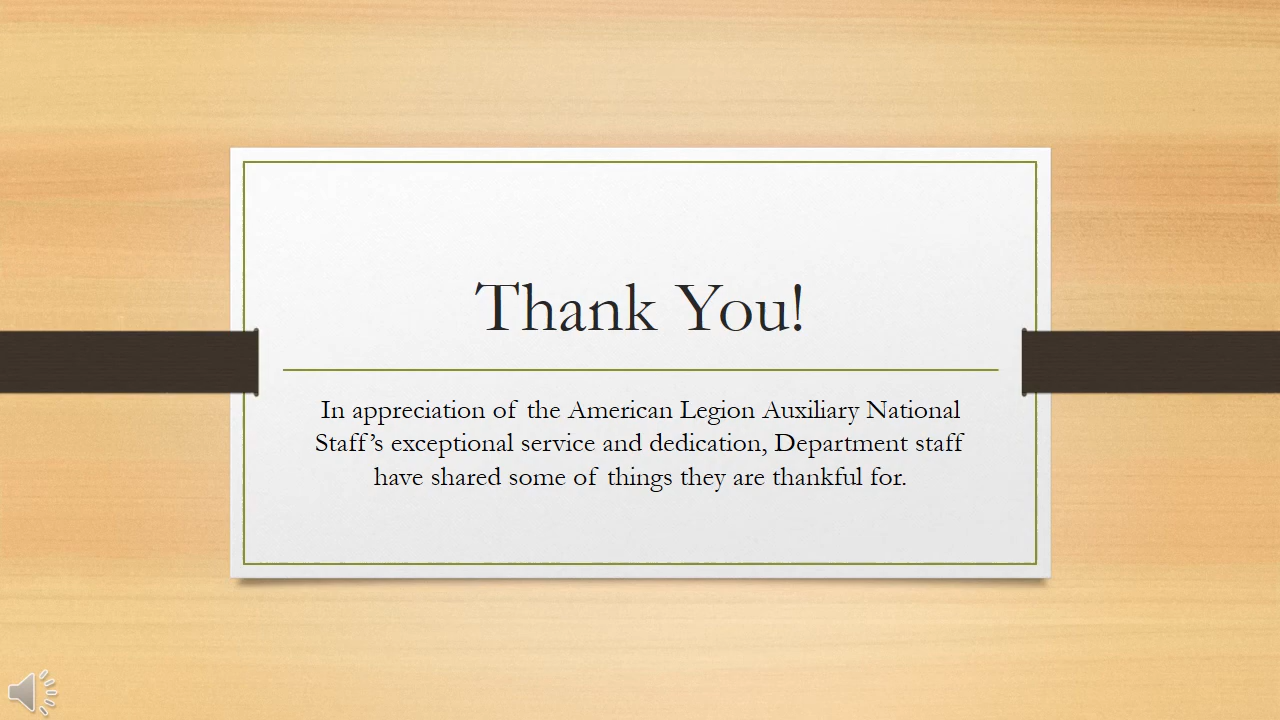 Thank You!
In appreciation of the American Legion Auxiliary National
Staff’s exceptional service and dedication, Department staff
have shared some of things they are thankful for.